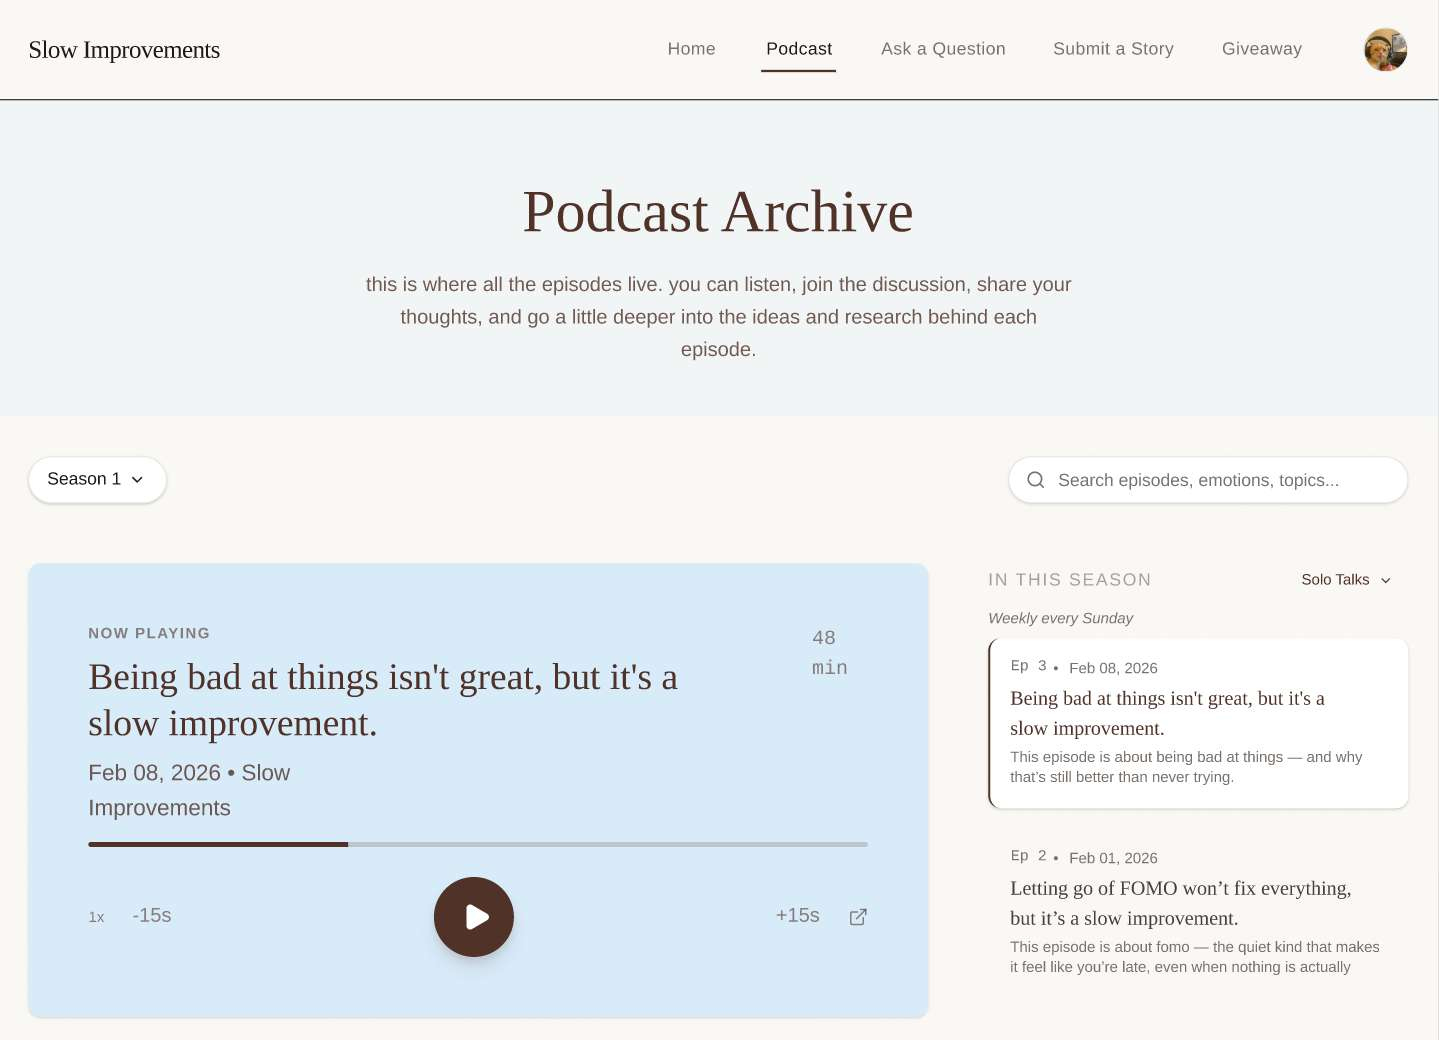 Slow Improvements
Home
Podcast
Ask a Question
Submit a Story
Giveaway
Podcast Archive
this is where all the episodes live. you can listen, join the discussion, share your
thoughts, and go a little deeper into the ideas and research behind each
episode.
Season 1
Search episodes, emotions, topics...
NOW PLAYING
48
min
Being bad at things isn't great, but it's a
slow improvement.
Feb 08, 2026 • Slow
Improvements
1x
-15s
+15s
IN THIS SEASON
Solo Talks
Weekly every Sunday
Ep 3 • Feb 08, 2026
Being bad at things isn't great, but it's a
slow improvement.
This episode is about being bad at things — and why
that’s still better than never trying.
Ep 2 • Feb 01, 2026
Letting go of FOMO won’t fix everything,
but it’s a slow improvement.
This episode is about fomo — the quiet kind that makes
it feel like you’re late, even when nothing is actually